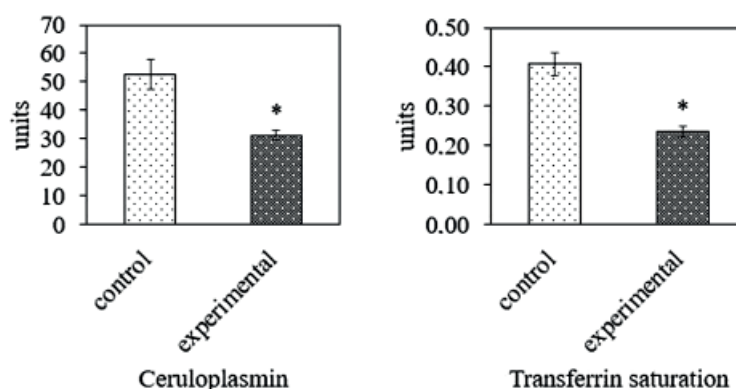 70
60
50
40
30
20
10
0
units
*
control
experimental
Ceruloplasmin
0.50
0.40
0.30
0.20
0.10
0.00
units
*
control
experimental
Transferrin saturation